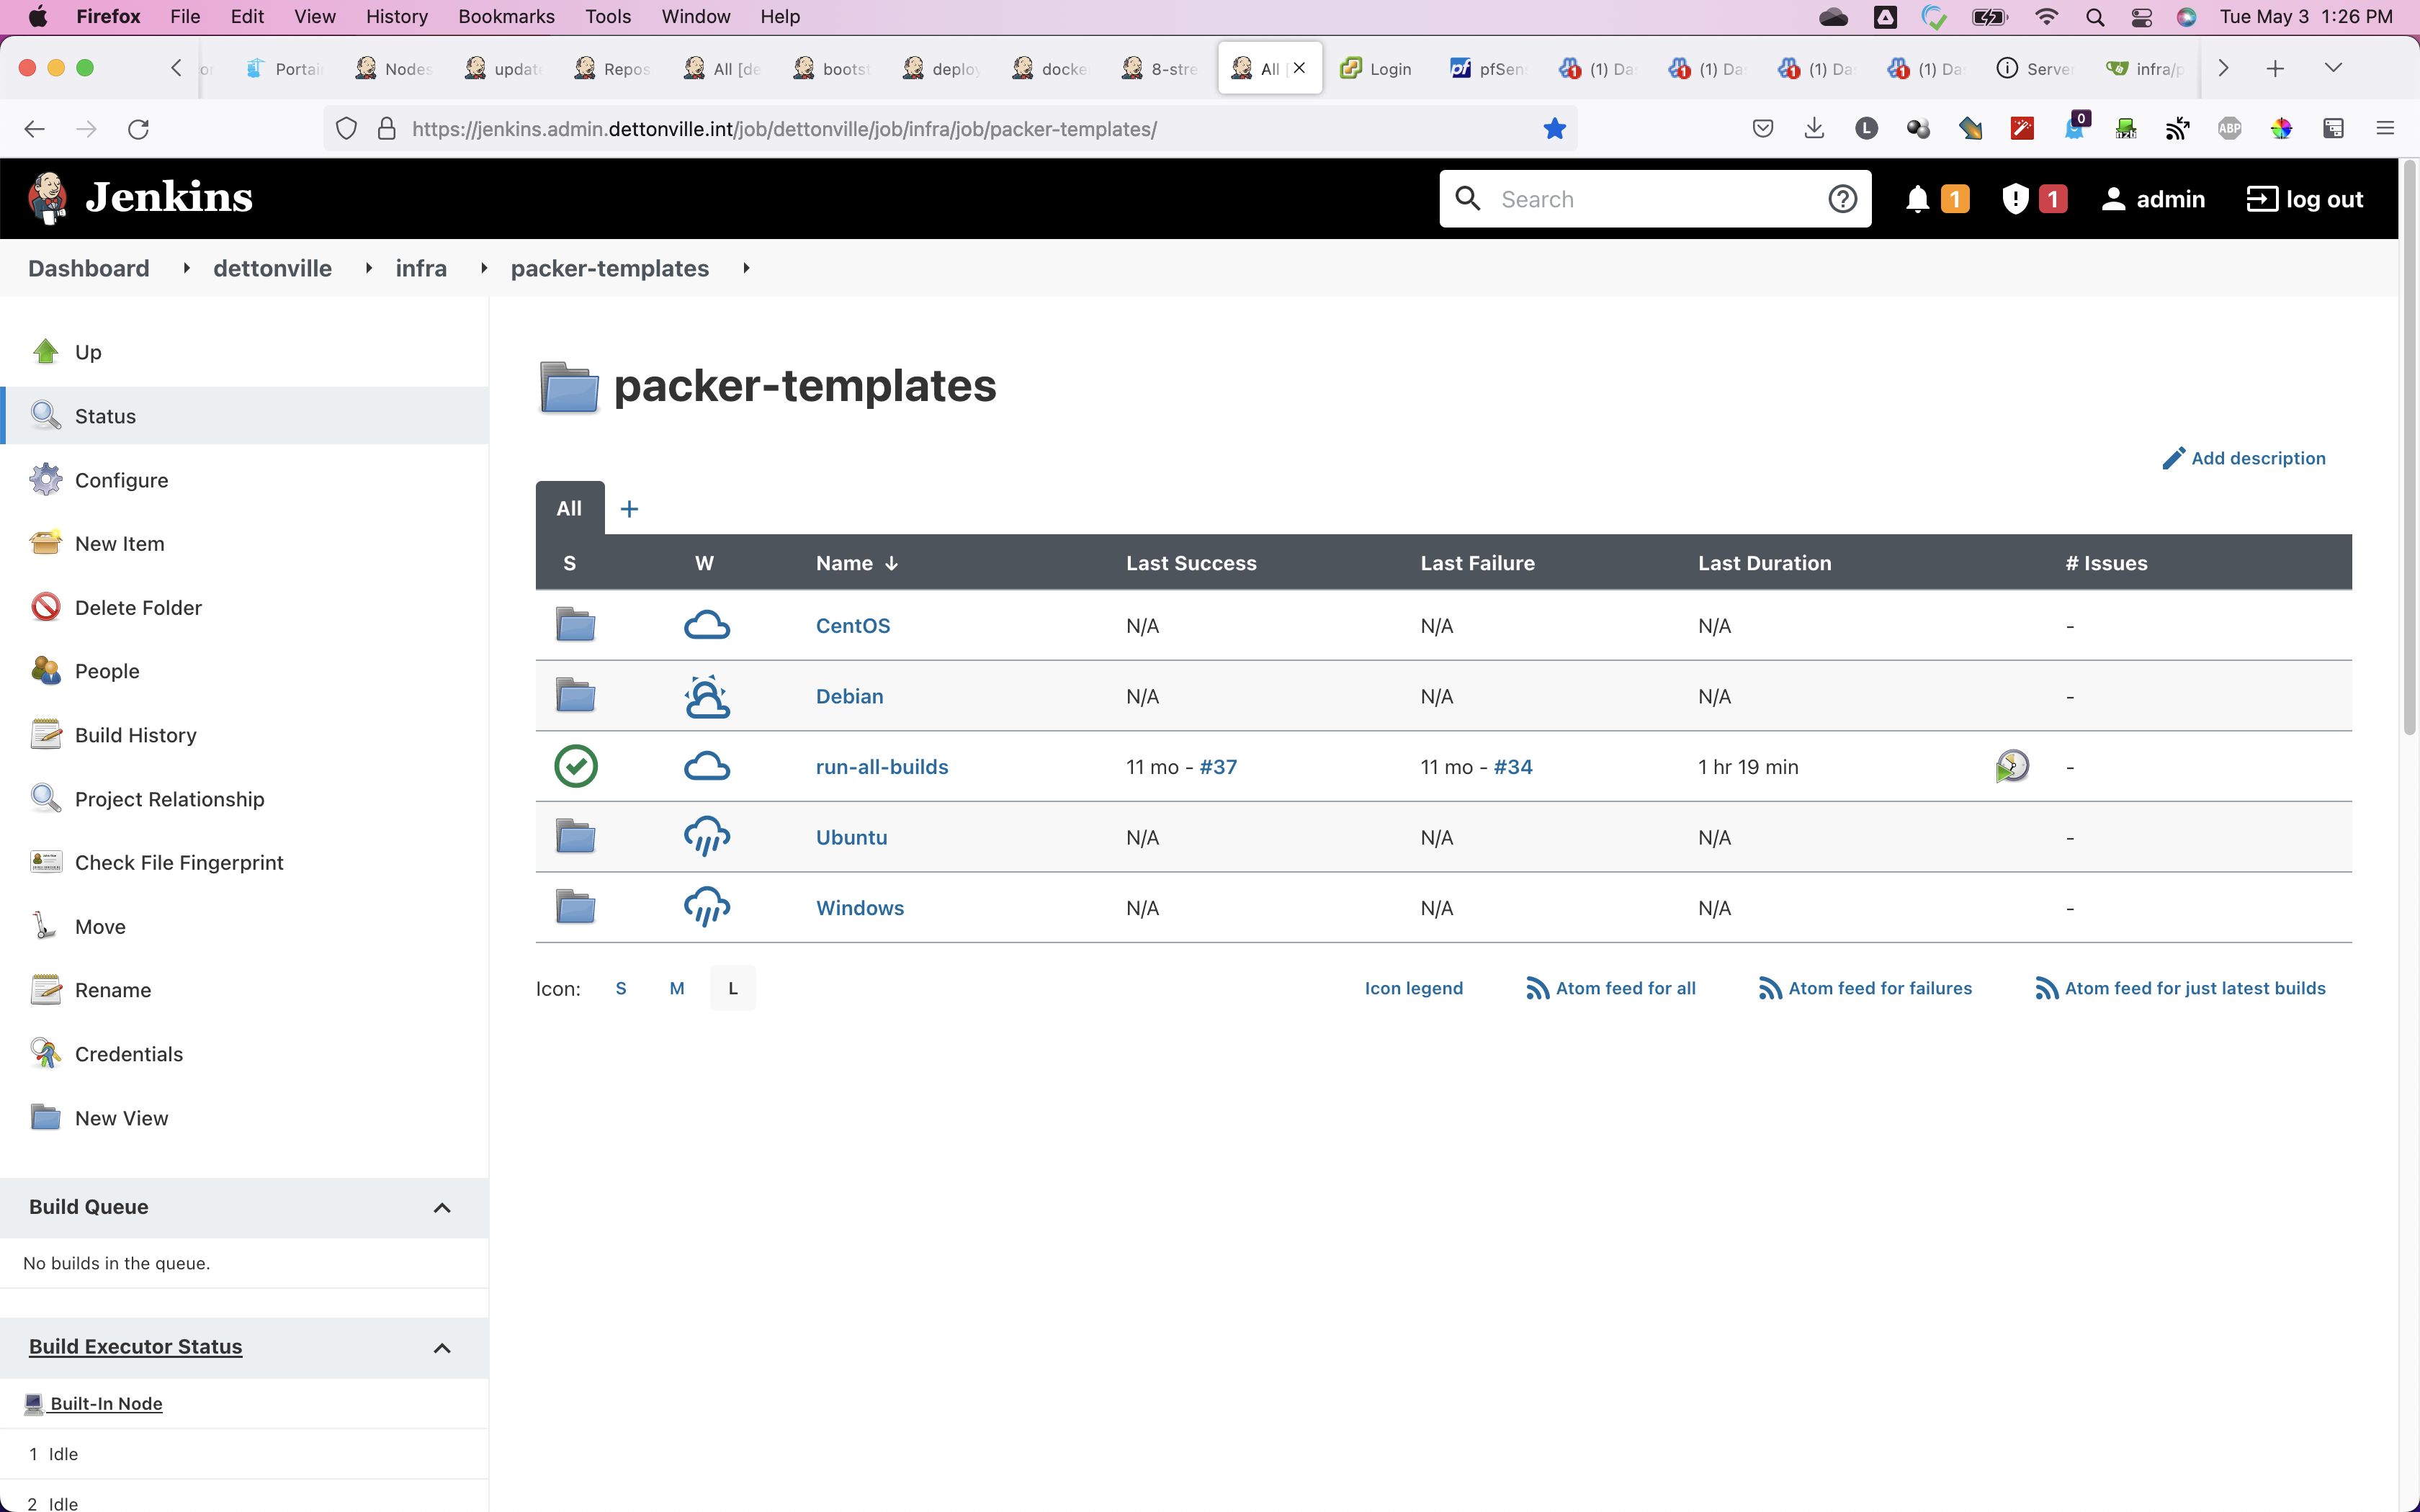 Firefox File Edit View History Bookmarks Tools Window Help Tue May 3 1:26 PM
Portai Nodes updat Repos All [de boots deploy docke 8-stre All Login pfSen (1) Da (1) Da (1) Da (1) Da Server infra/p
https://jenkins.admin.dettonville.int/job/dettonville/job/infra/job/packer-templates/
L 0 nzb ABP
Jenkins Search 1 1 admin log out
Dashboard dettonville infra packer-templates
Up
Status
Configure
New Item
Delete Folder
People
Build History
Project Relationship
Check File Fingerprint
Move
Rename
Credentials
New View
Build Queue
No builds in the queue.
Build Executor Status
Built-In Node
1 Idle
2 Idle
packer-templates
Add description
All +
S W Name ↓ Last Success Last Failure Last Duration # Issues
CentOS N/A N/A N/A -
Debian N/A N/A N/A -
run-all-builds 11 mo - #37 11 mo - #34 1 hr 19 min -
Ubuntu N/A N/A N/A -
Windows N/A N/A N/A -
Icon: S M L Icon legend Atom feed for all Atom feed for failures Atom feed for just latest builds